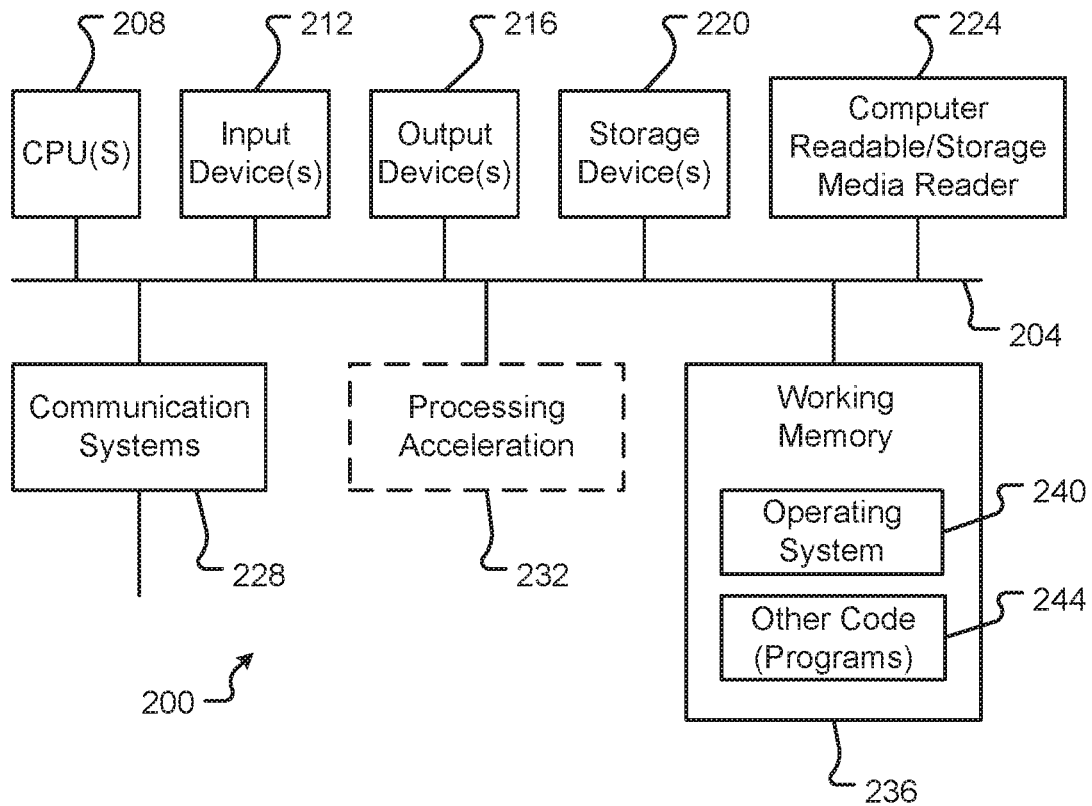 208
212
216
220
224
CPU(S)
Input
Device(s)
Output
Device(s)
Storage
Device(s)
Computer
Readable/Storage
Media Reader
204
Communication
Systems
Processing
Acceleration
Working
Memory
Operating
System
240
Other Code
(Programs)
244
228
232
200
236